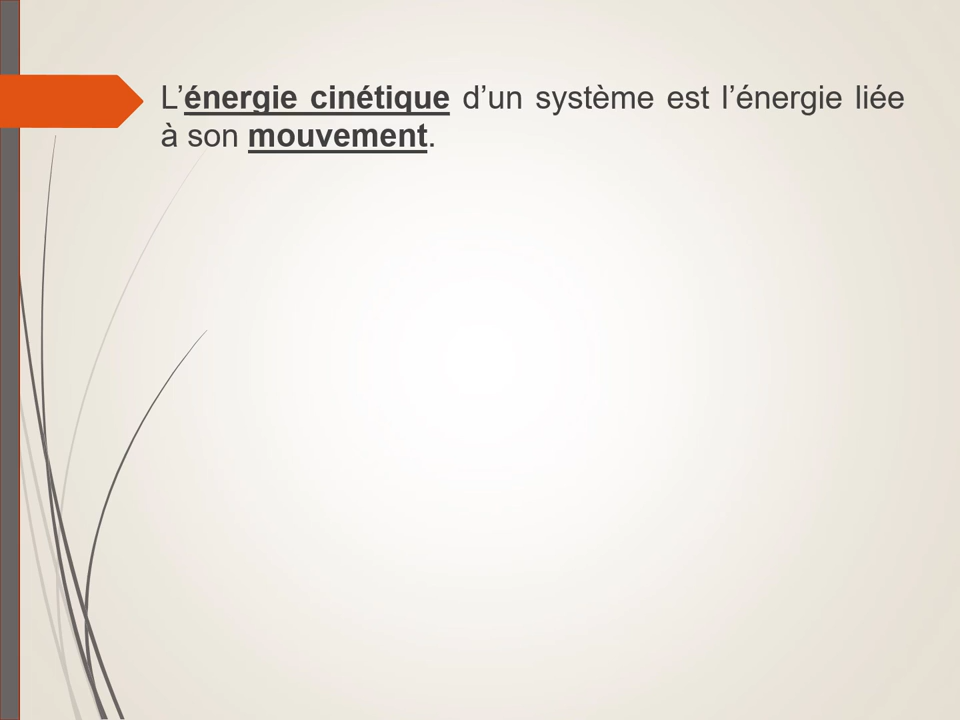 L’énergie cinétique d’un système est l’énergie liée
à son mouvement.